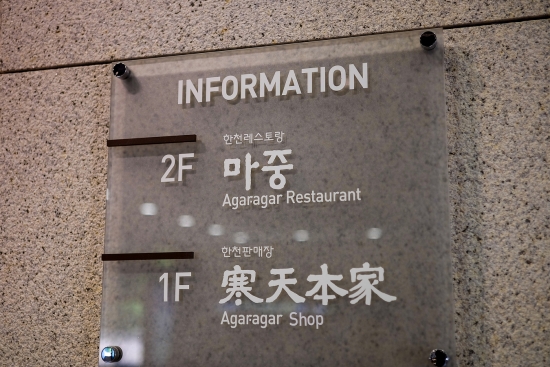 INFORMATION
한천레스토랑
2F 마중
Agaragar Restaurant
한천판매장
1F 寒天本家
Agaragar Shop